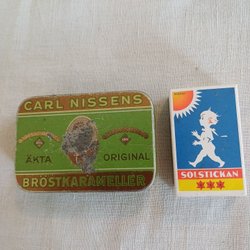 CARL NISSENS
ÄKTA ORIGINAL
BRÖSTKARAMELLER
SOLSTICKAN